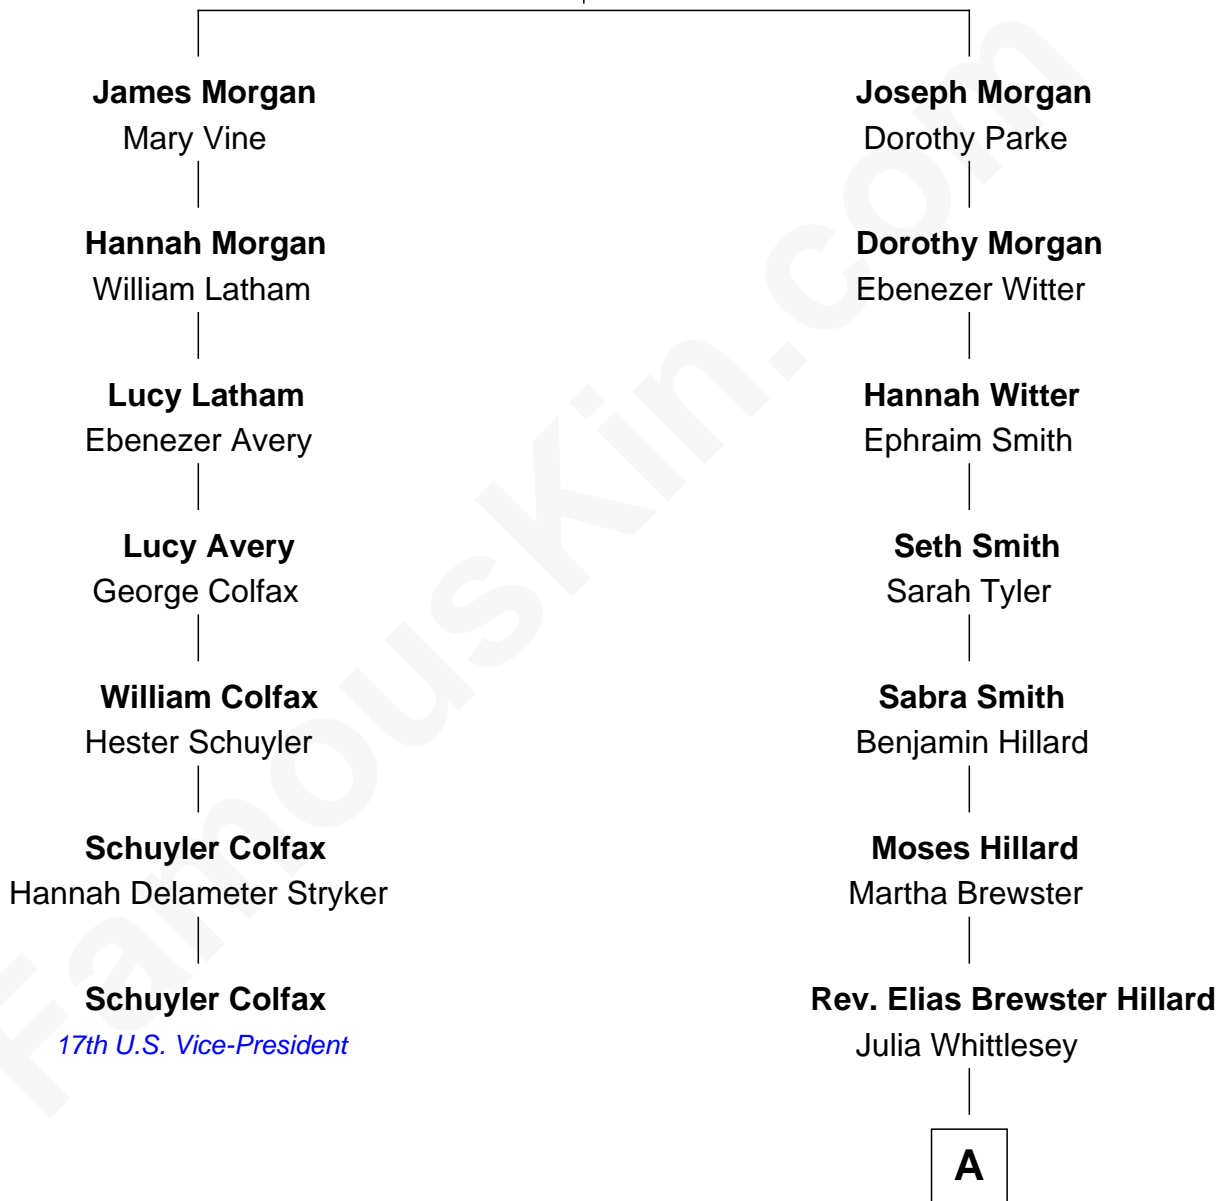 James Morgan
Mary Vine
Hannah Morgan
William Latham
Lucy Latham
Ebenezer Avery
Lucy Avery
George Colfax
William Colfax
Hester Schuyler
Schuyler Colfax
Hannah Delameter Stryker
Schuyler Colfax
17th U.S. Vice-President
Joseph Morgan
Dorothy Parke
Dorothy Morgan
Ebenezer Witter
Hannah Witter
Ephraim Smith
Seth Smith
Sarah Tyler
Sabra Smith
Benjamin Hillard
Moses Hillard
Martha Brewster
Rev. Elias Brewster Hillard
Julia Whittlesey
A
FamousKin.com